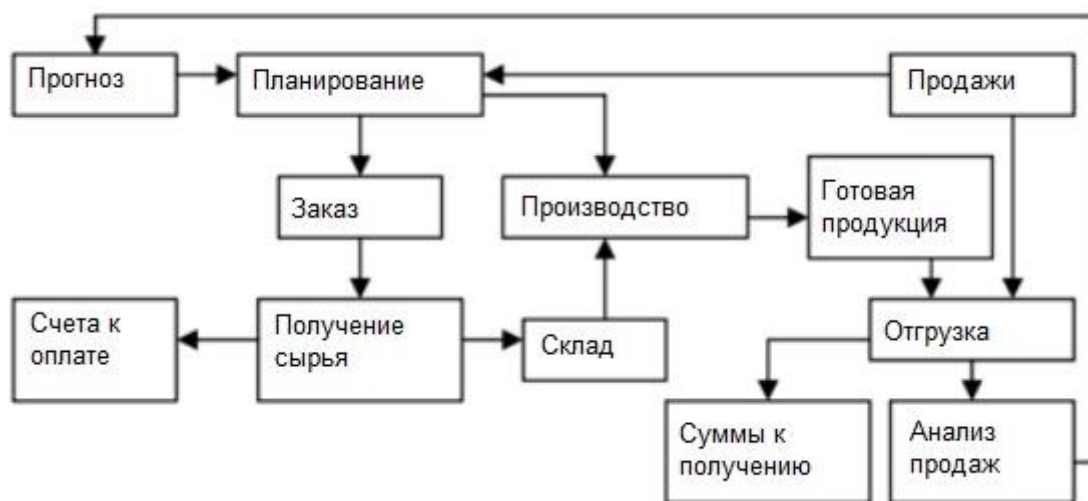 Прогноз
Планирование
Продажи
Заказ
Производство
Готовая
продукция
Счета к
оплате
Получение
сырья
Склад
Отгрузка
Суммы к
получению
Анализ
продаж